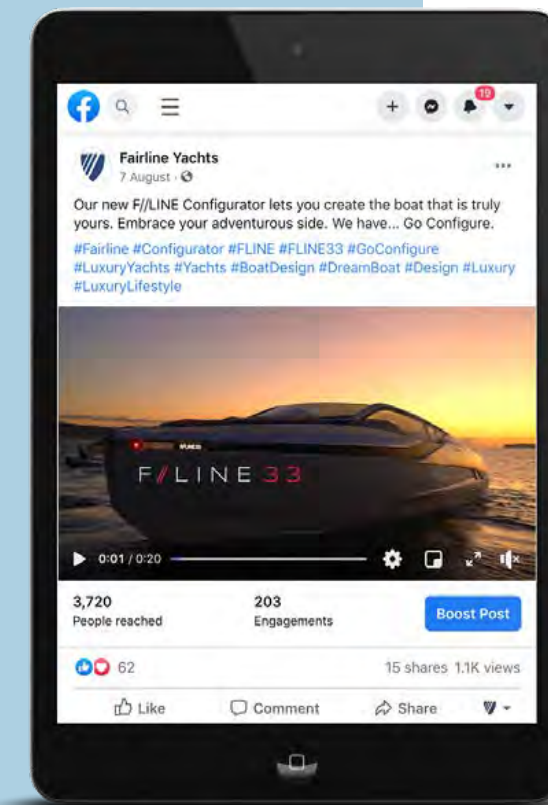 19
Fairline Yachts
7 August
Our new F//LINE Configurator lets you create the boat that is truly
yours. Embrace your adventurous side. We have... Go Configure.
#Fairline #Configurator #FLINE #FLINE33 #GoConfigure
#LuxuryYachts #Yachts #BoatDesign #DreamBoat #Design #Luxury
#LuxuryLifestyle
F//LINE 33
0:01 / 0:20
3,720
203
People reached
Engagements
Boost Post
62
15 shares 1.1K views
Like
Comment
Share